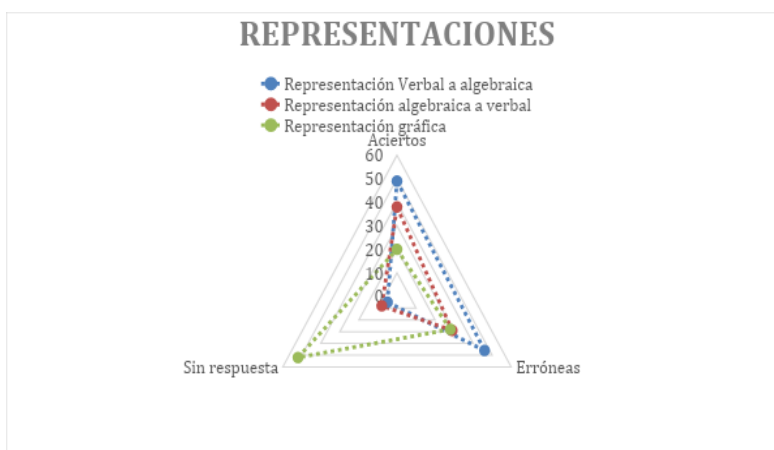 REPRESENTACIONES
Representación Verbal a algebraica
Representación algebraica a verbal
Representación gráfica
Aciertos
60
50
40
30
20
10
0
Sin respuesta
Erróneas